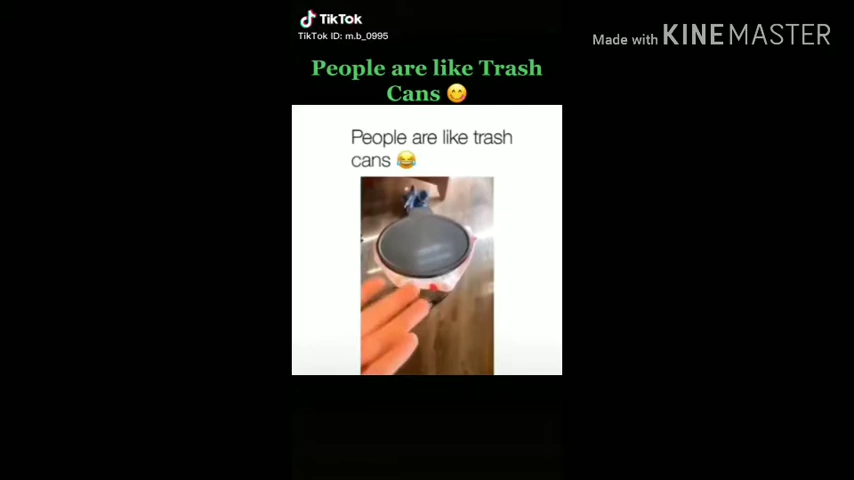 TikTok
TikTok ID: m.b_0995
Made with KINEMASTER
People are like Trash
Cans 😋
People are like trash
cans 😂